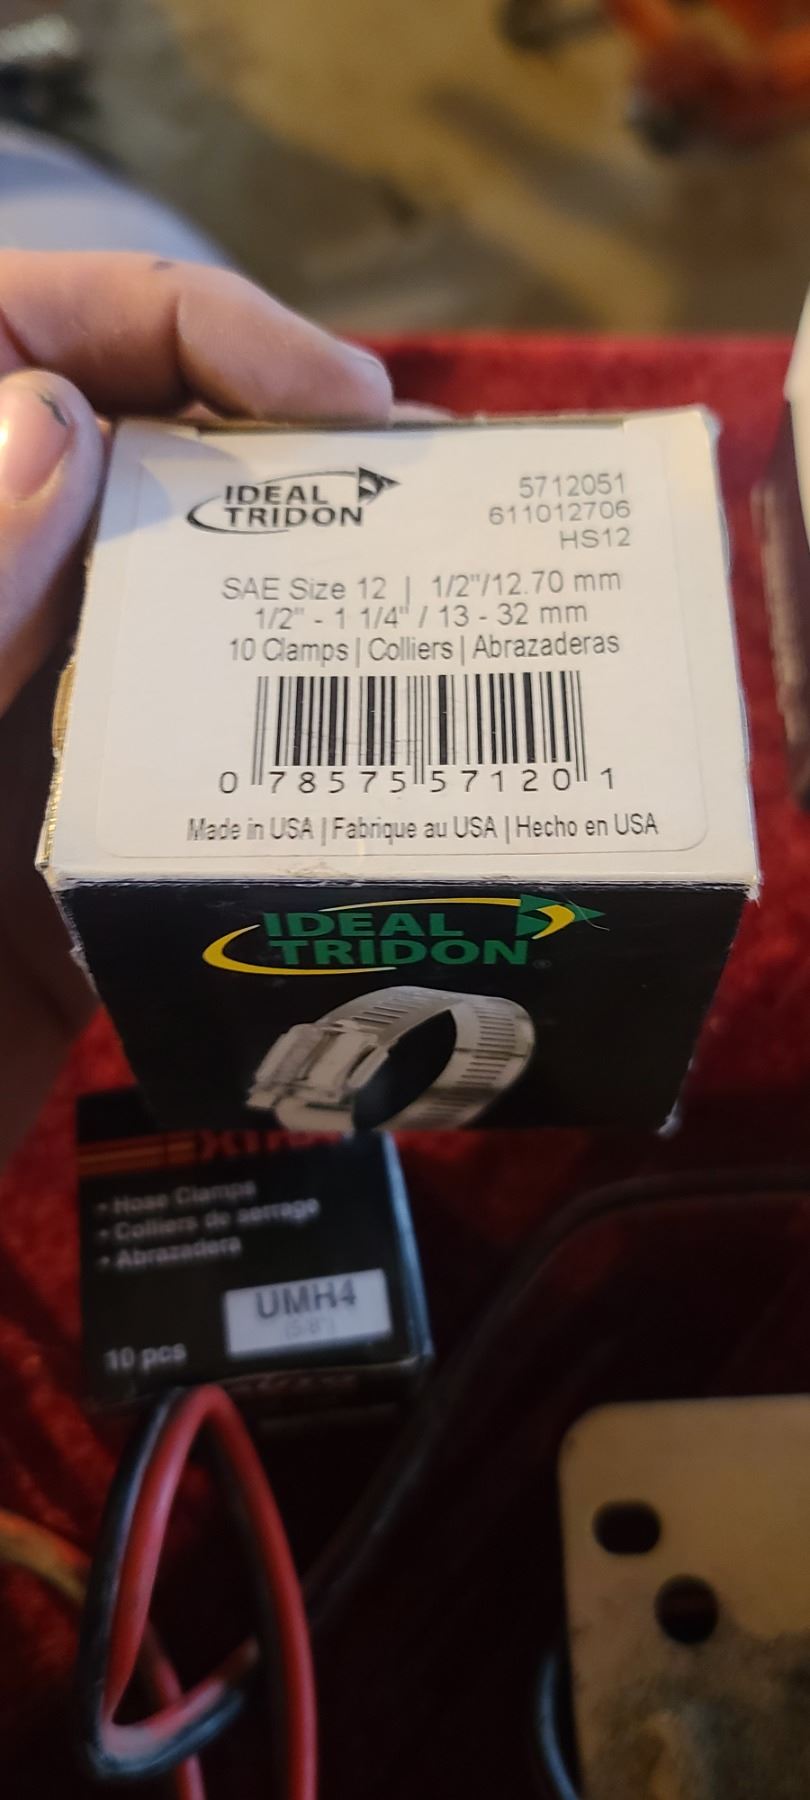 IDEAL
TRIDON
5712051
611012706
HS12
SAE Size 12 | 1/2"/12.70 mm
1/2" - 1 1/4" / 13 - 32 mm
10 Clamps | Colliers | Abrazaderas
0 78575 57120 1
Made in USA | Fabrique au USA | Hecho en USA
IDEAL
TRIDON
• Hose Clamps
• Colliers de serrage
• Abrazadera
UMH4
(5/8")
10 pcs